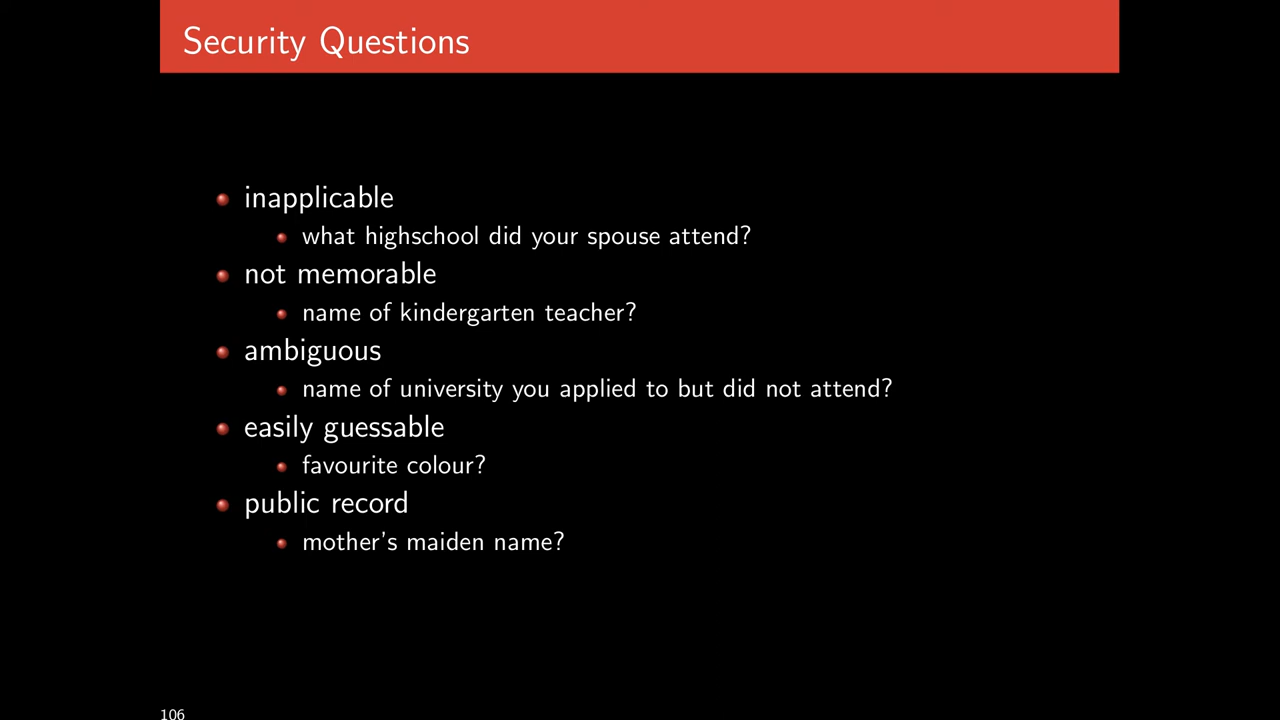 Security Questions
inapplicable
what highschool did your spouse attend?
not memorable
name of kindergarten teacher?
ambiguous
name of university you applied to but did not attend?
easily guessable
favourite colour?
public record
mother's maiden name?
106